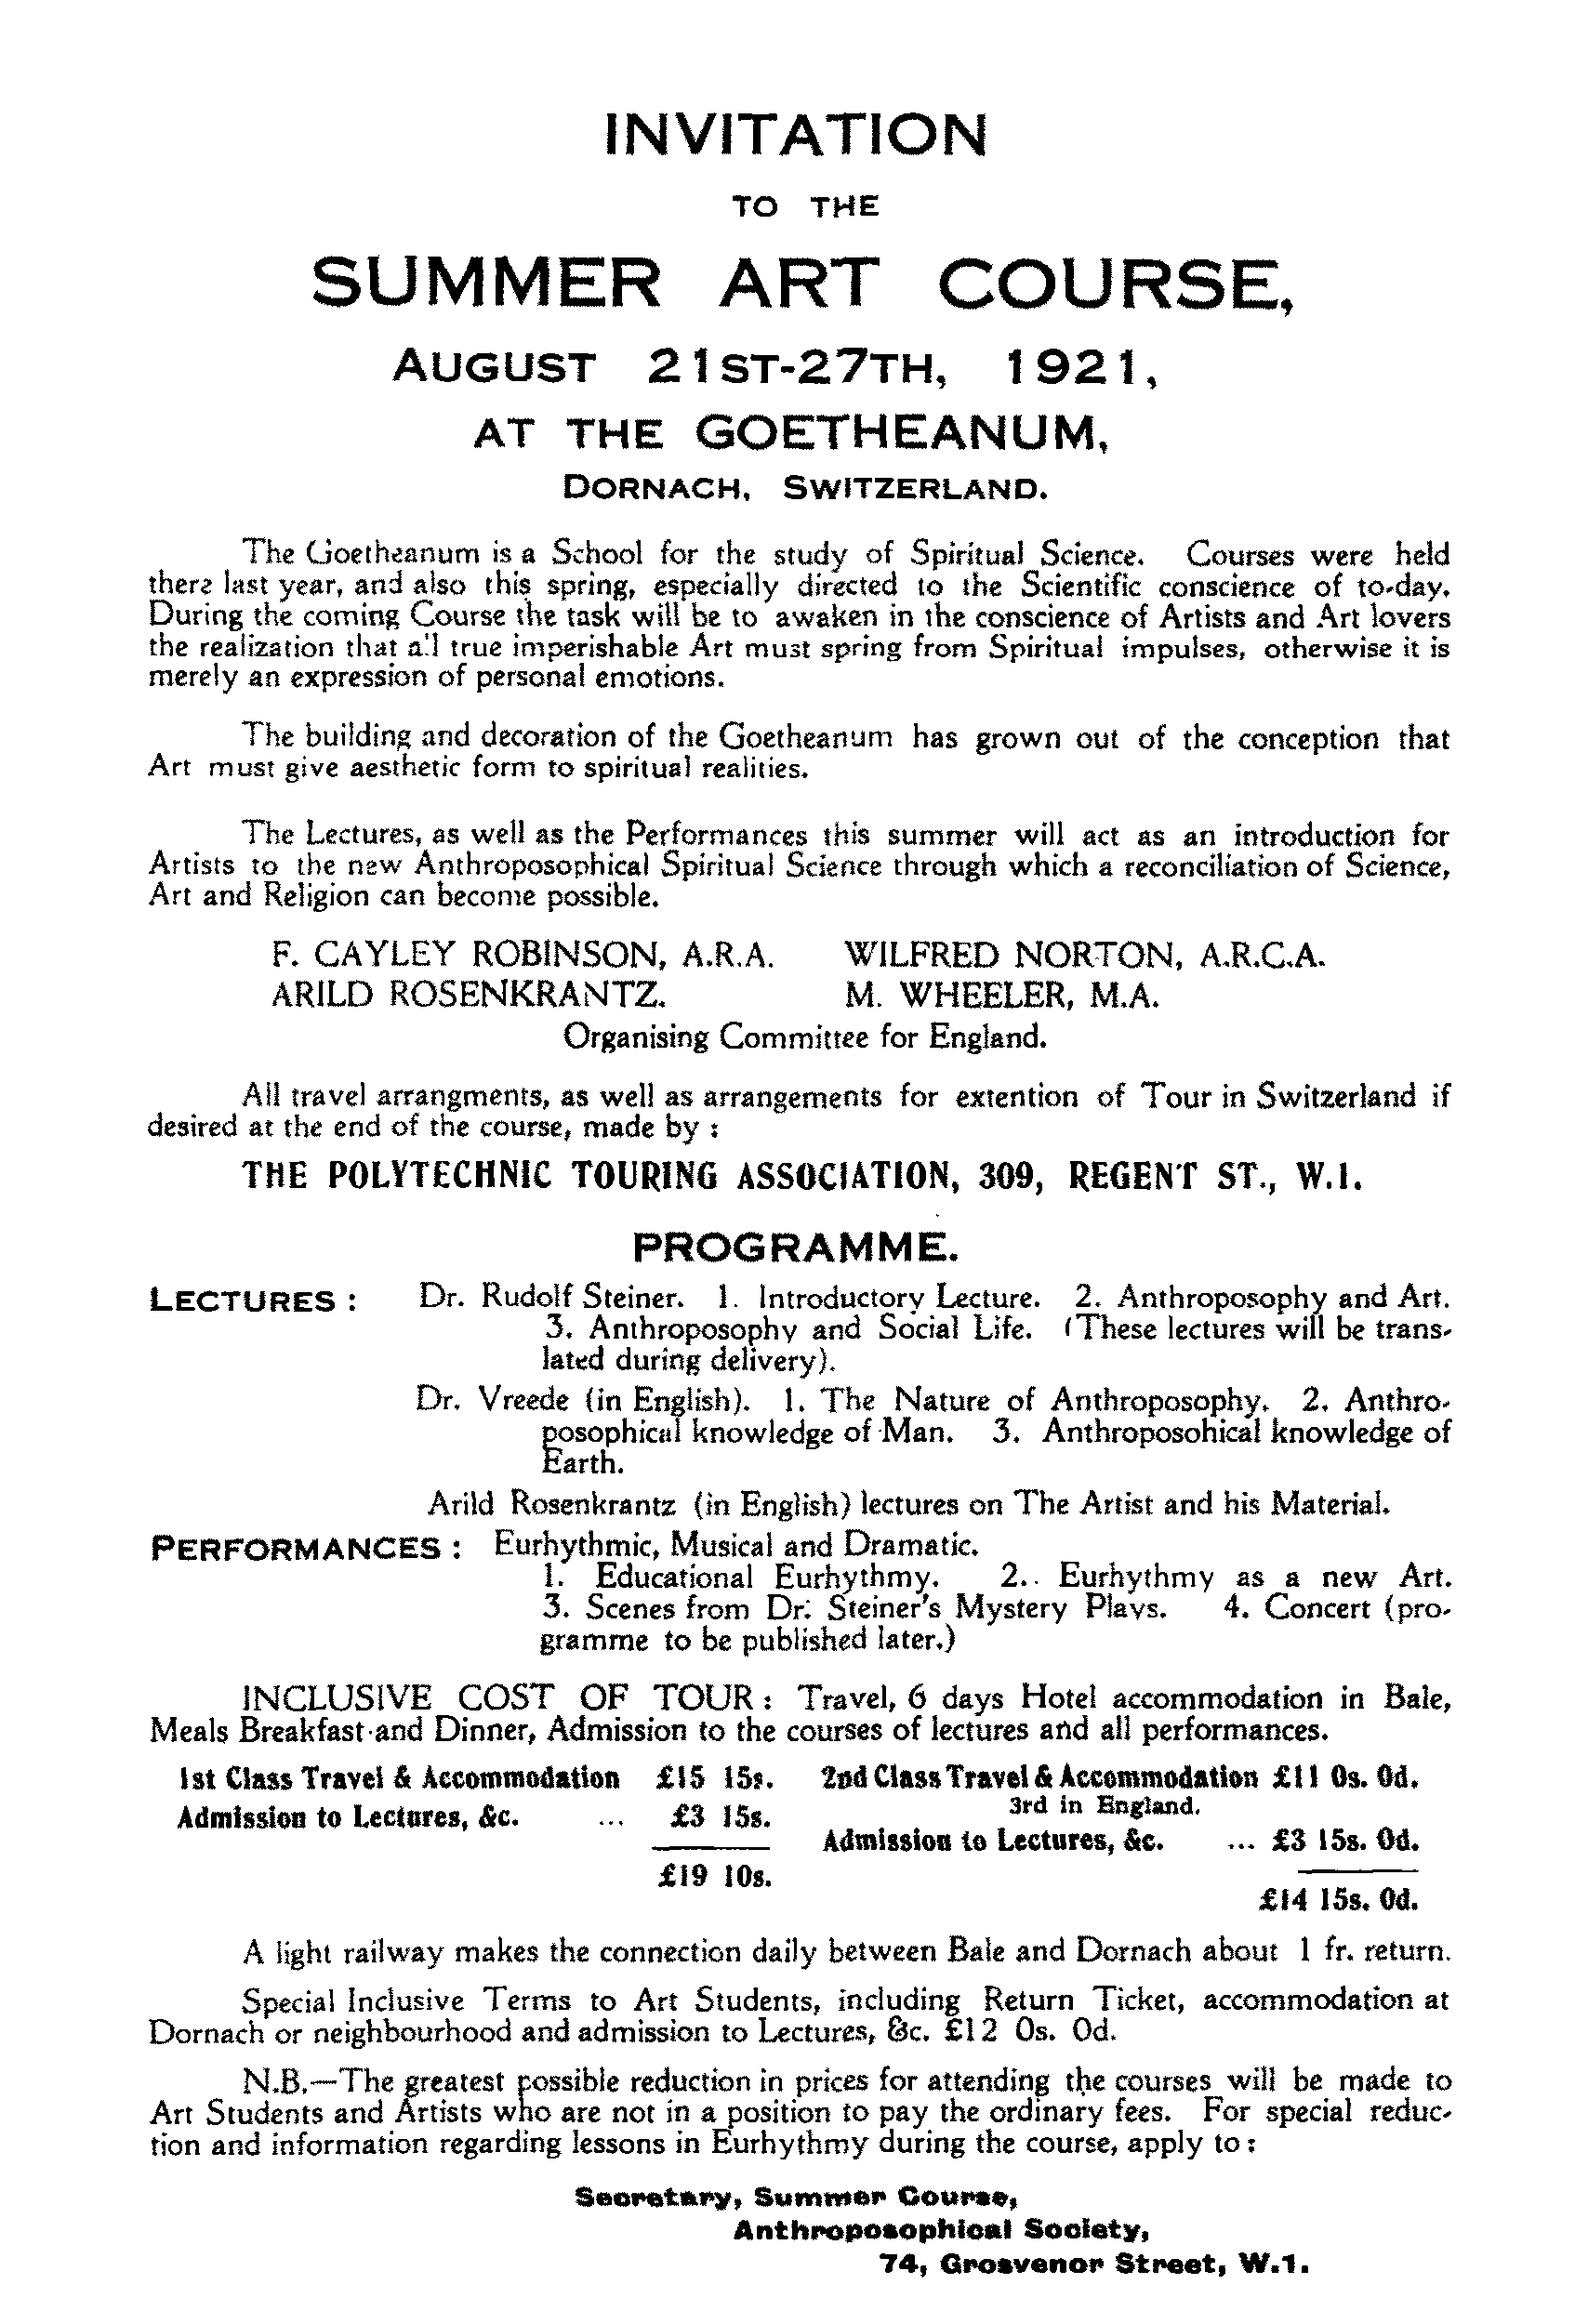 INVITATION
TO THE
SUMMER ART COURSE,
AUGUST 21ST-27TH, 1921,
AT THE GOETHEANUM,
DORNACH, SWITZERLAND.
The Goetheanum is a School for the study of Spiritual Science. Courses were held
there last year, and also this spring, especially directed to the Scientific conscience of to-day.
During the coming Course the task will be to awaken in the conscience of Artists and Art lovers
the realization that all true imperishable Art must spring from Spiritual impulses, otherwise it is
merely an expression of personal emotions.
The building and decoration of the Goetheanum has grown out of the conception that
Art must give aesthetic form to spiritual realities.
The Lectures, as well as the Performances this summer will act as an introduction for
Artists to the new Anthroposophical Spiritual Science through which a reconciliation of Science,
Art and Religion can become possible.
F. CAYLEY ROBINSON, A.R.A. WILFRED NORTON, A.R.C.A.
ARILD ROSENKRANTZ. M. WHEELER, M.A.
Organising Committee for England.
All travel arrangments, as well as arrangements for extention of Tour in Switzerland if
desired at the end of the course, made by :
THE POLYTECHNIC TOURING ASSOCIATION, 309, REGENT ST., W.1.
PROGRAMME.
LECTURES : Dr. Rudolf Steiner. 1. Introductory Lecture. 2. Anthroposophy and Art.
3. Anthroposophy and Social Life. (These lectures will be trans-
lated during delivery).
Dr. Vreede (in English). 1. The Nature of Anthroposophy. 2. Anthro-
posophical knowledge of Man. 3. Anthroposohical knowledge of
Earth.
Arild Rosenkrantz (in English) lectures on The Artist and his Material.
PERFORMANCES : Eurhythmic, Musical and Dramatic.
1. Educational Eurhythmy. 2. Eurhythmy as a new Art.
3. Scenes from Dr. Steiner's Mystery Plays. 4. Concert (pro-
gramme to be published later.)
INCLUSIVE COST OF TOUR : Travel, 6 days Hotel accommodation in Bale,
Meals Breakfast and Dinner, Admission to the courses of lectures and all performances.
1st Class Travel & Accommodation £15 15s. 2nd Class Travel & Accommodation £11 0s. 0d.
3rd in England.
Admission to Lectures, &c. ... £3 15s.
Admission to Lectures, &c. ... £3 15s. 0d.
£19 10s.
£14 15s. 0d.
A light railway makes the connection daily between Bale and Dornach about 1 fr. return.
Special Inclusive Terms to Art Students, including Return Ticket, accommodation at
Dornach or neighbourhood and admission to Lectures, &c. £12 0s. 0d.
N.B.—The greatest possible reduction in prices for attending the courses will be made to
Art Students and Artists who are not in a position to pay the ordinary fees. For special reduc-
tion and information regarding lessons in Eurhythmy during the course, apply to :
Secretary, Summer Course,
Anthroposophical Society,
74, Grosvenor Street, W.1.